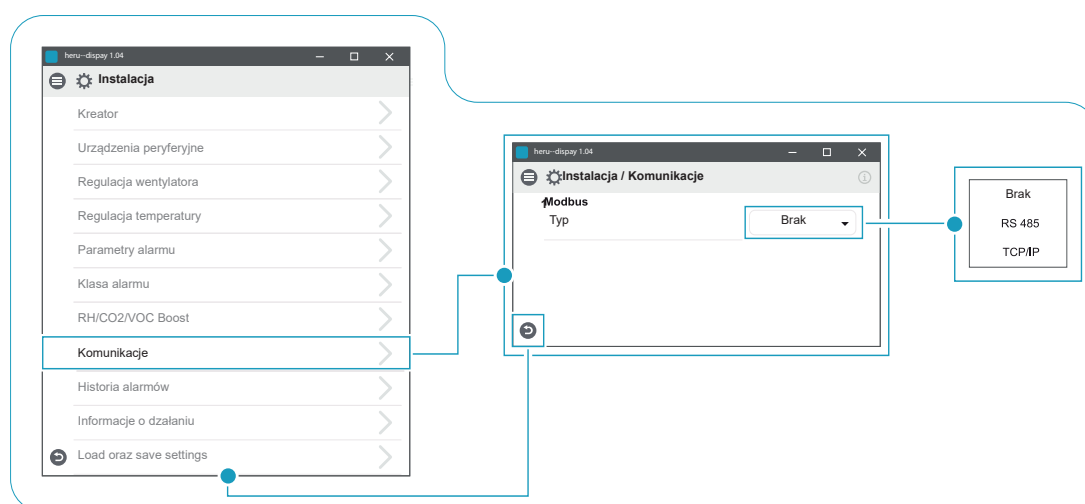 heru--dispay 1.04
Instalacja
Kreator
Urządzenia peryferyjne
Regulacja wentylatora
Regulacja temperatury
Parametry alarmu
Klasa alarmu
RH/CO2/VOC Boost
Komunikacje
Historia alarmów
Informacje o dzałaniu
Load oraz save settings
heru--dispay 1.04
Instalacja / Komunikacje
Modbus
Typ
Brak
Brak
RS 485
TCP/IP